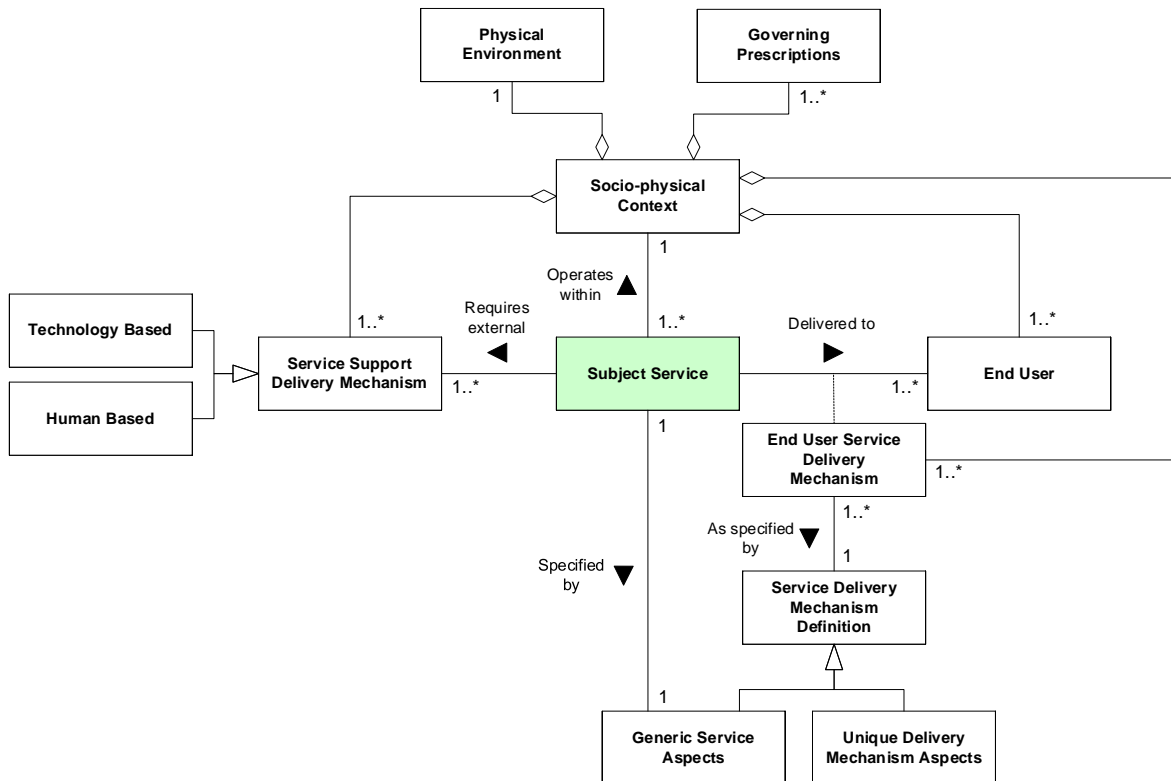 Physical
Environment
Governing
Prescriptions
1
1..*
Socio-physical
Context
1
Operates
within
Requires
external
Delivered to
1..*
1..*
1..*
Technology Based
Human Based
Service Support
Delivery Mechanism
Subject Service
End User
1..*
1..*
1
End User Service
Delivery
Mechanism
1..*
1..*
As specified
by
1
Specified
by
Service Delivery
Mechanism
Definition
1
Generic Service
Aspects
Unique Delivery
Mechanism Aspects